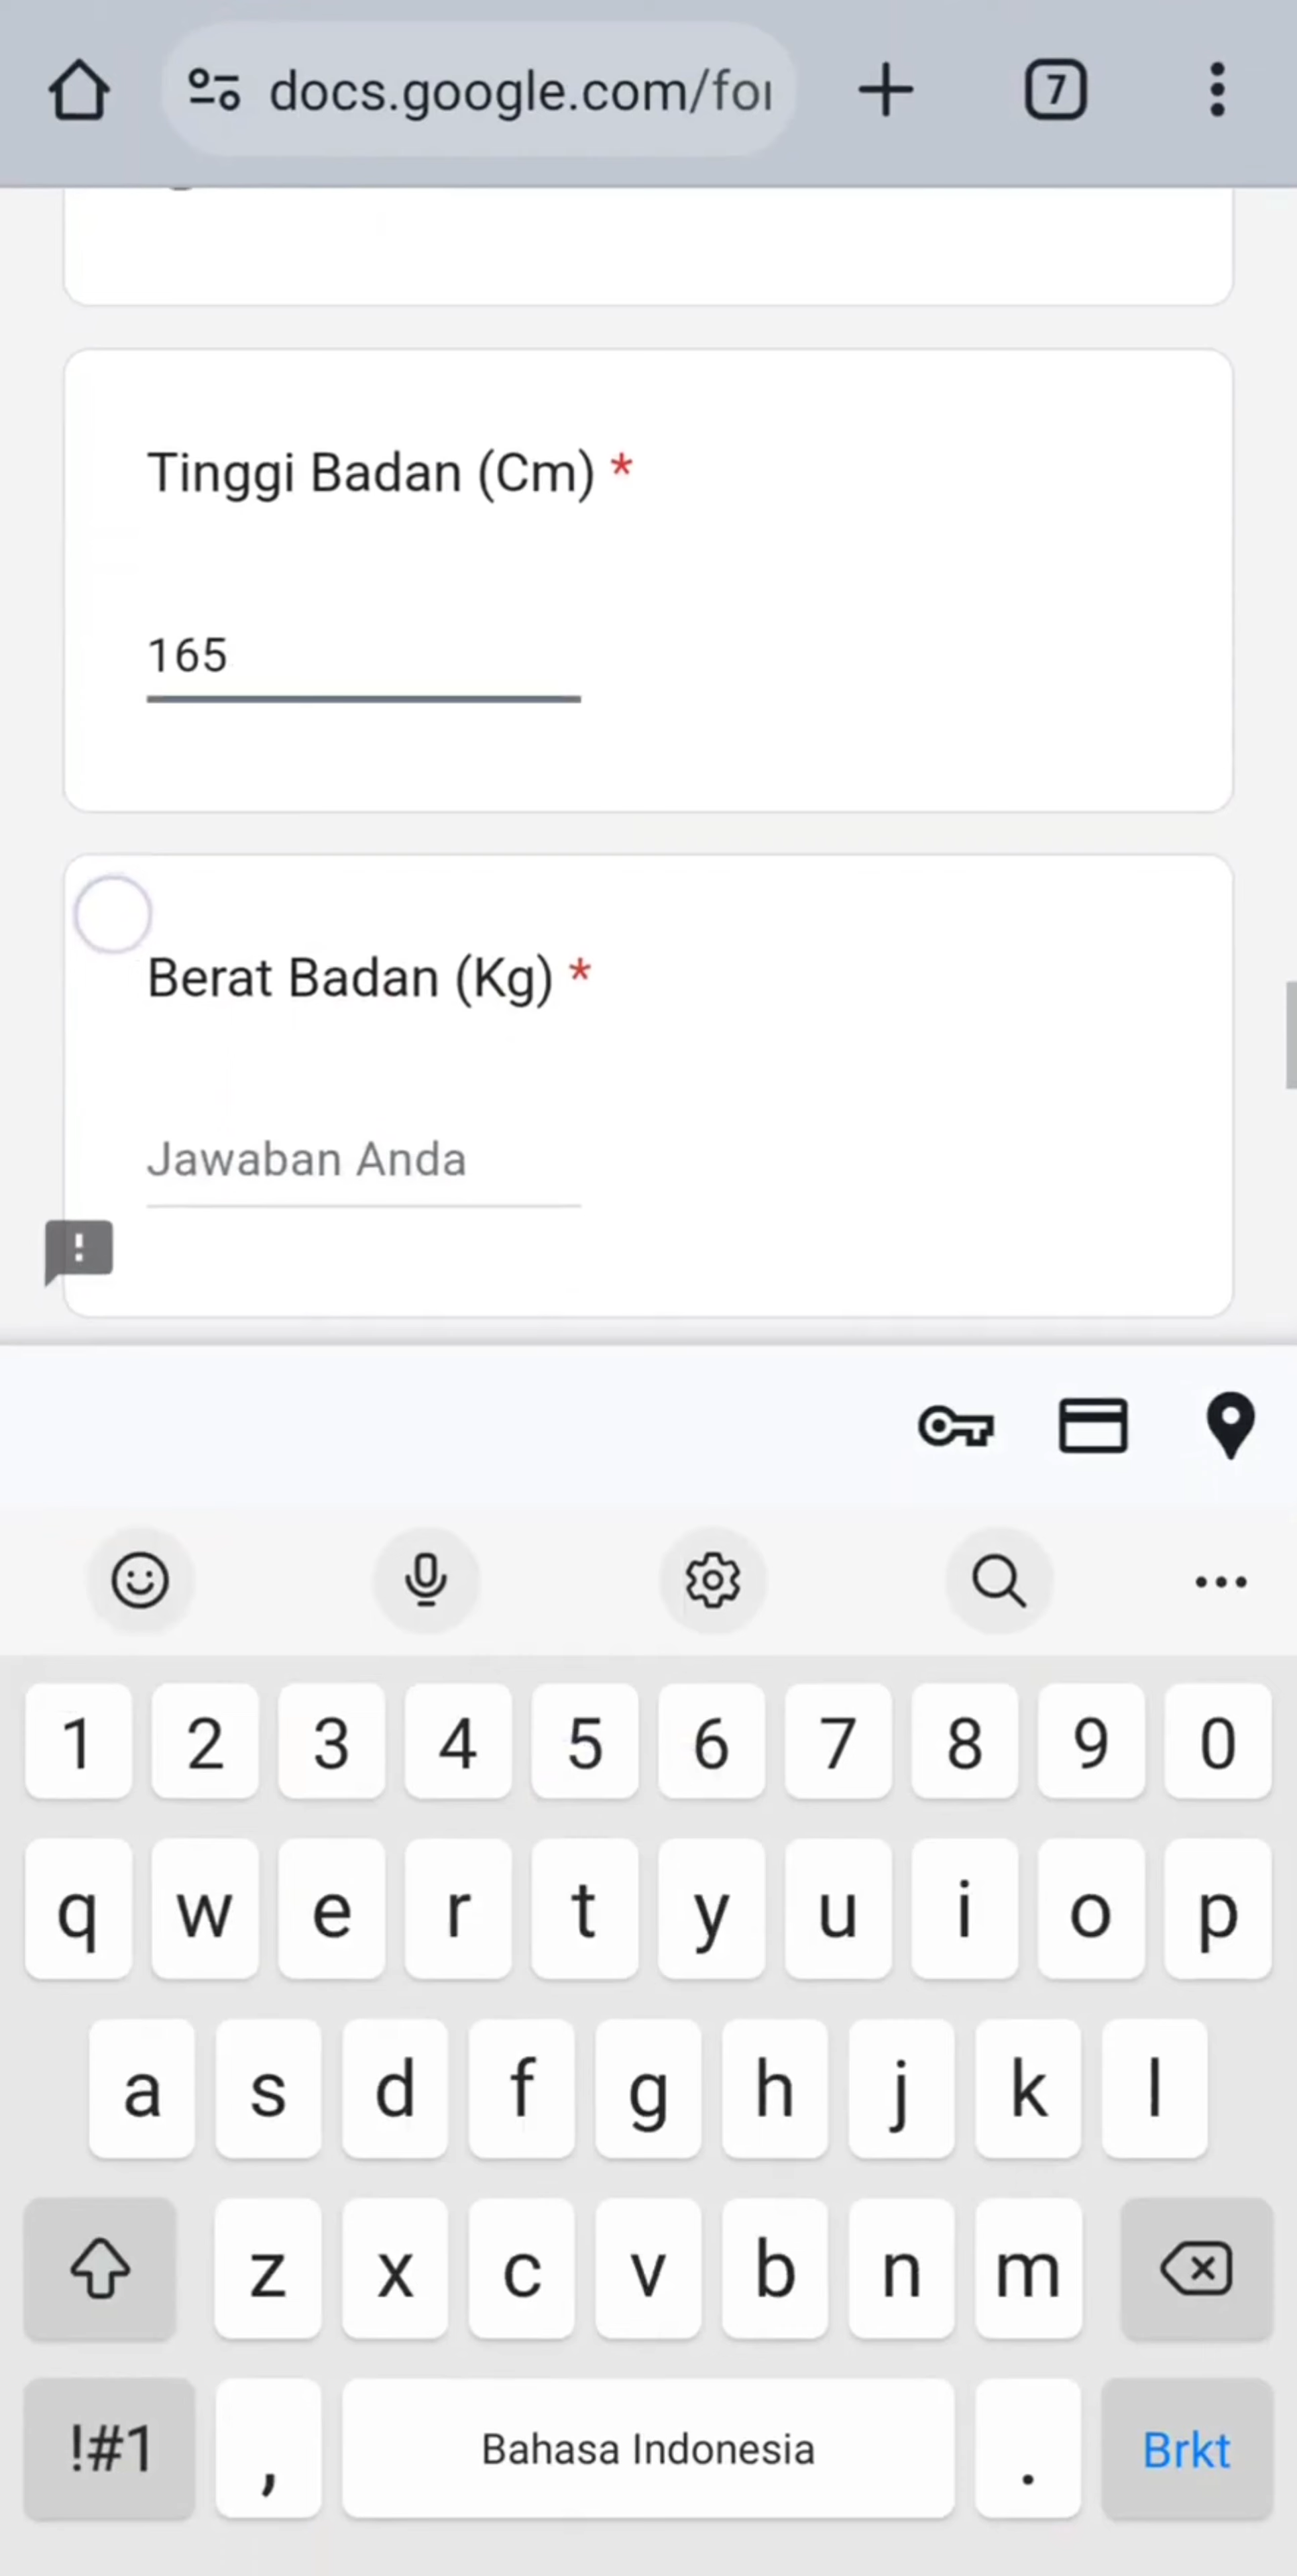 docs.google.com/for
7
Tinggi Badan (Cm) *
165
Berat Badan (Kg) *
Jawaban Anda
!
1 2 3 4 5 6 7 8 9 0
q w e r t y u i o p
a s d f g h j k l
z x c v b n m
!#1 , Bahasa Indonesia . Brkt